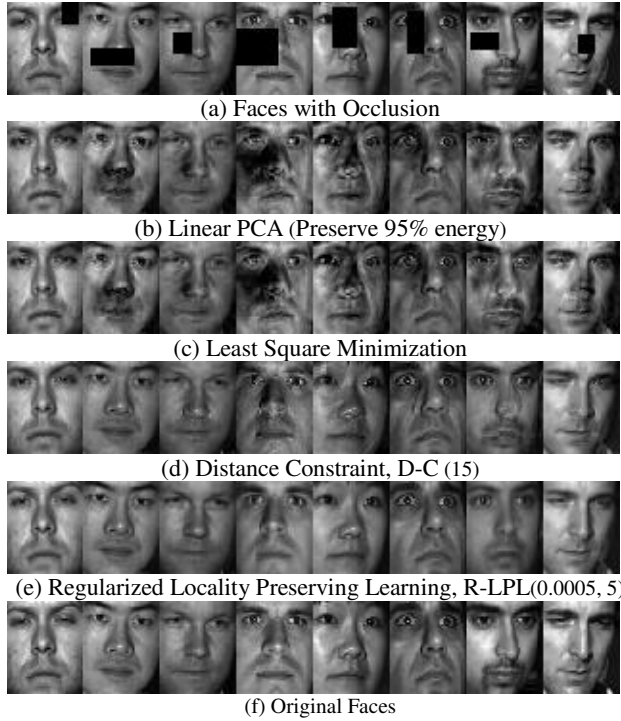 (a) Faces with Occlusion
(b) Linear PCA (Preserve 95% energy)
(c) Least Square Minimization
(d) Distance Constraint, D-C (15)
(e) Regularized Locality Preserving Learning, R-LPL(0.0005, 5)
(f) Original Faces